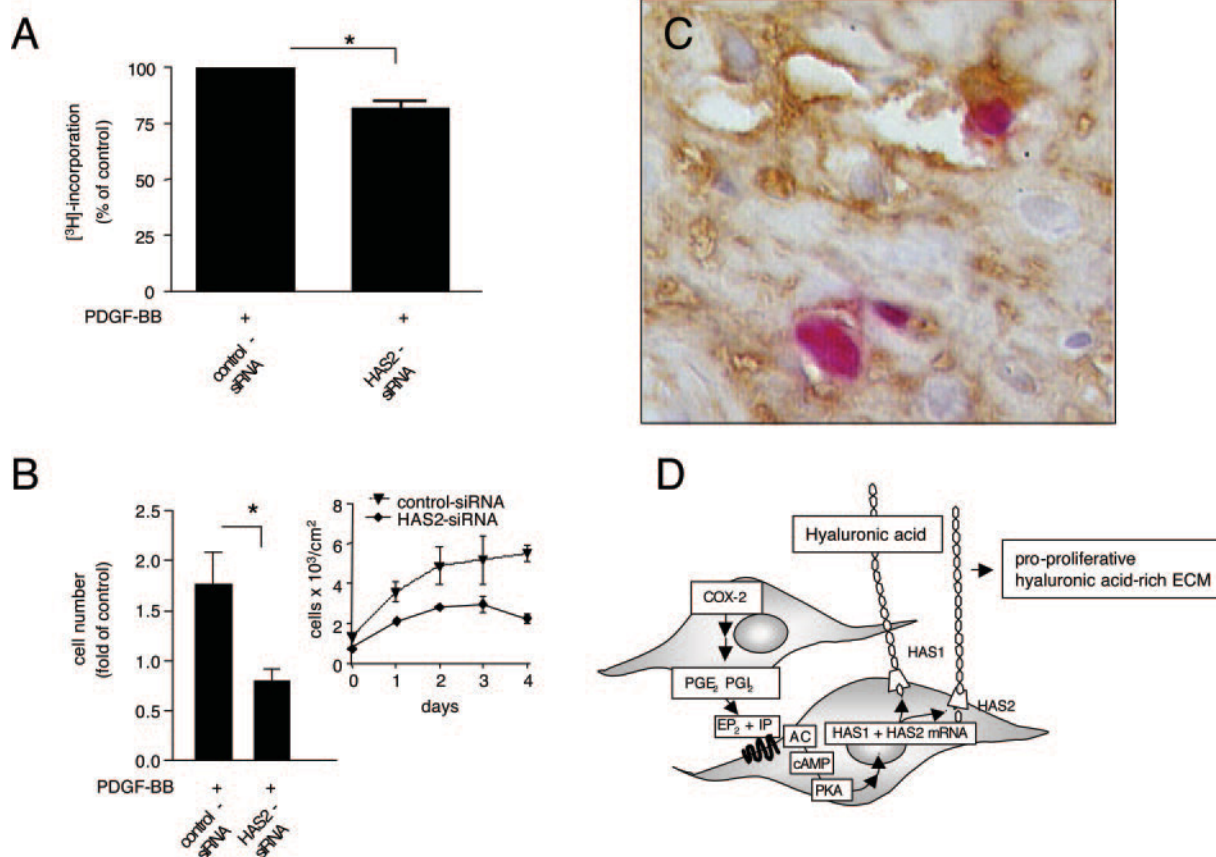 A
*
100
75
50
25
0
[³H]-incorporation
(% of control)
PDGF-BB
+
+
control -
siRNA
HAS2 -
siRNA
B
*
2.5
2.0
1.5
1.0
0.5
0.0
cell number
(fold of control)
PDGF-BB
+
+
control -
siRNA
HAS2 -
siRNA
control-siRNA
HAS2-siRNA
8
6
4
2
0
cells x 10³/cm²
0 1 2 3 4
days
C
D
Hyaluronic acid
pro-proliferative
hyaluronic acid-rich ECM
COX-2
HAS1
PGE₂ PGI₂
HAS2
EP₂ + IP
AC
HAS1 + HAS2 mRNA
cAMP
PKA